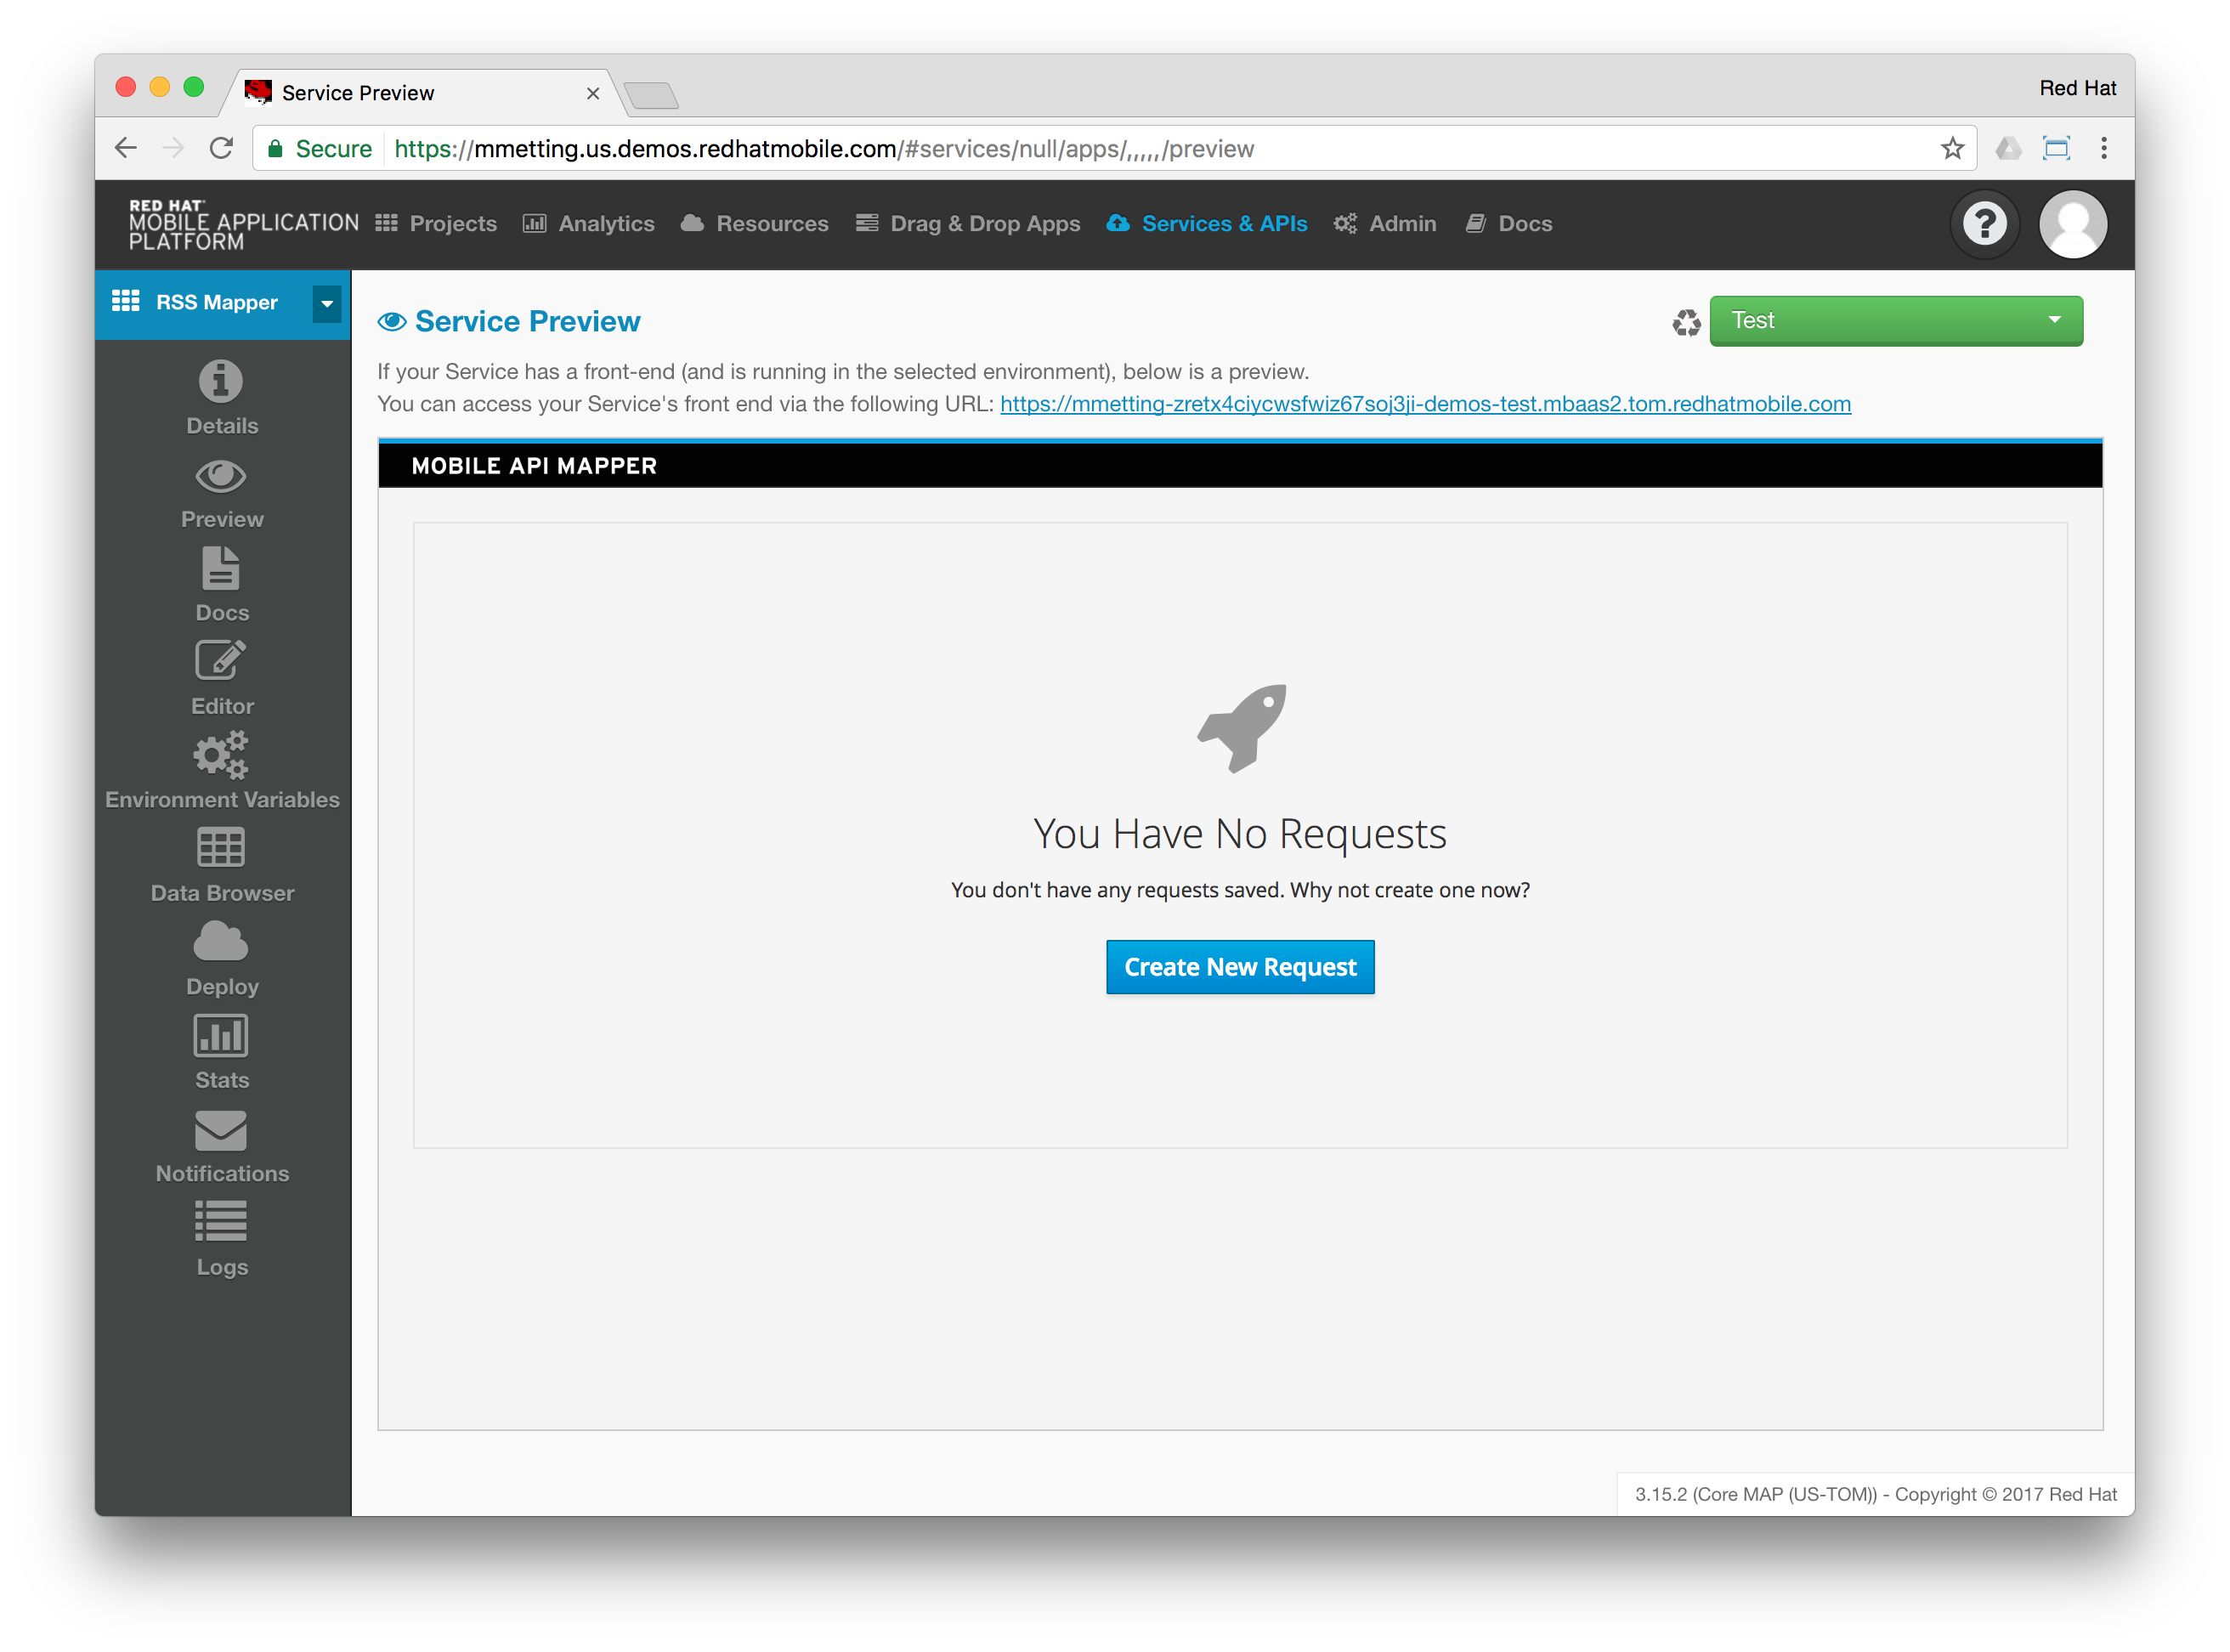 Service Preview
Red Hat
Secure https://mmetting.us.demos.redhatmobile.com/#services/null/apps/,,,,,/preview
RED HAT
MOBILE APPLICATION
PLATFORM
Projects Analytics Resources Drag & Drop Apps Services & APIs Admin Docs
RSS Mapper
Details
Preview
Docs
Editor
Environment Variables
Data Browser
Deploy
Stats
Notifications
Logs
Service Preview
Test
If your Service has a front-end (and is running in the selected environment), below is a preview.
You can access your Service's front end via the following URL: https://mmetting-zretx4ciycwsfwiz67soj3ji-demos-test.mbaas2.tom.redhatmobile.com
MOBILE API MAPPER
You Have No Requests
You don't have any requests saved. Why not create one now?
Create New Request
3.15.2 (Core MAP (US-TOM)) - Copyright © 2017 Red Hat